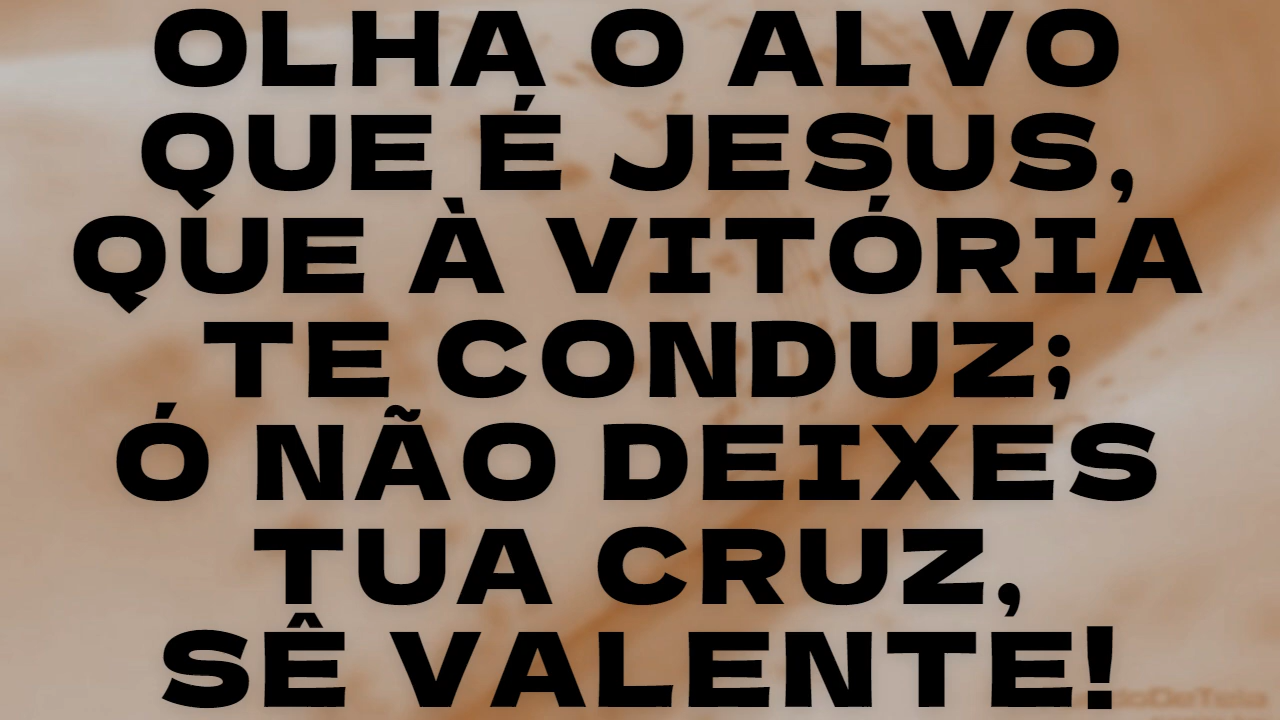 OLHA O ALVO
QUE É JESUS,
QUE À VITÓRIA
TE CONDUZ;
Ó NÃO DEIXES
TUA CRUZ,
SÊ VALENTE!